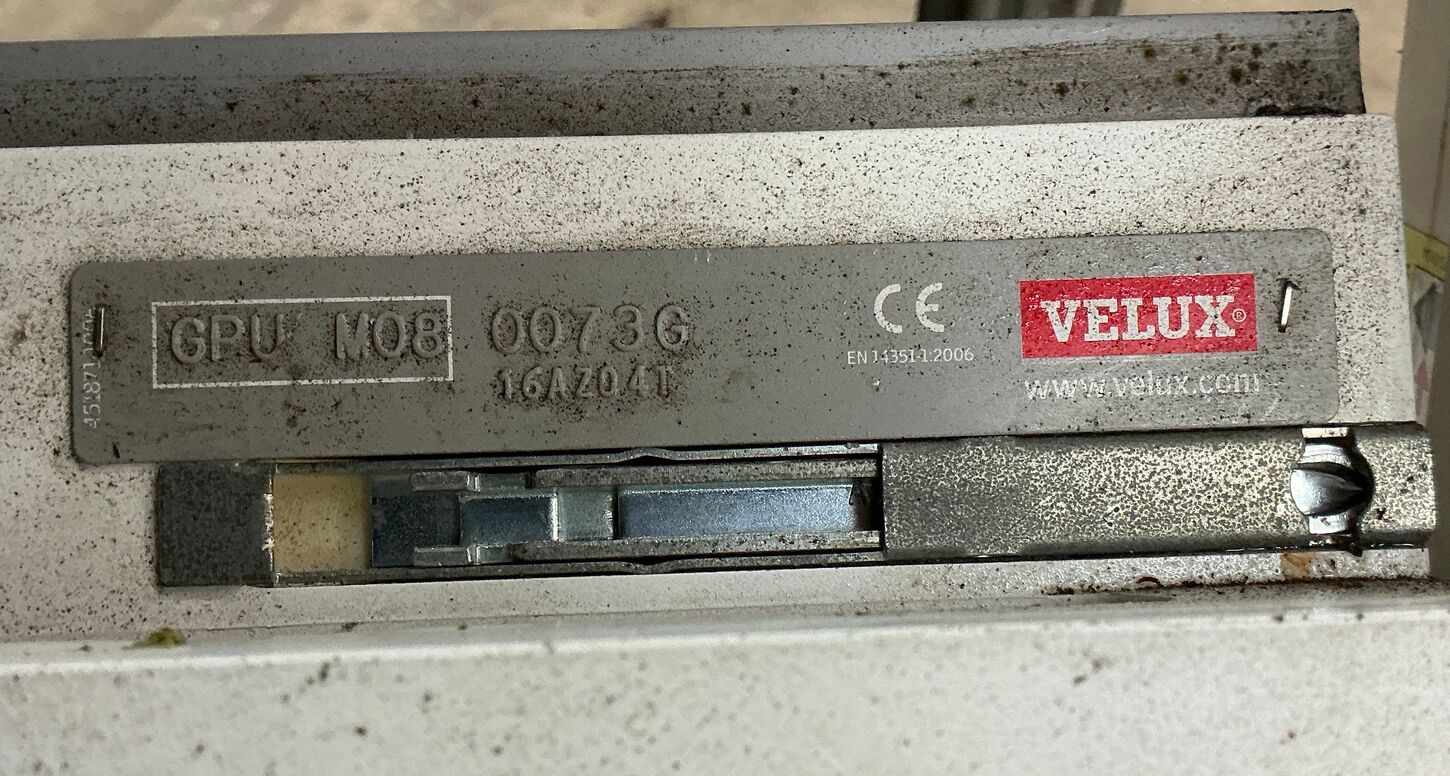 GPU M08 0073G
16AZ04T
CE
EN 14351-1:2006
VELUX®
www.velux.com